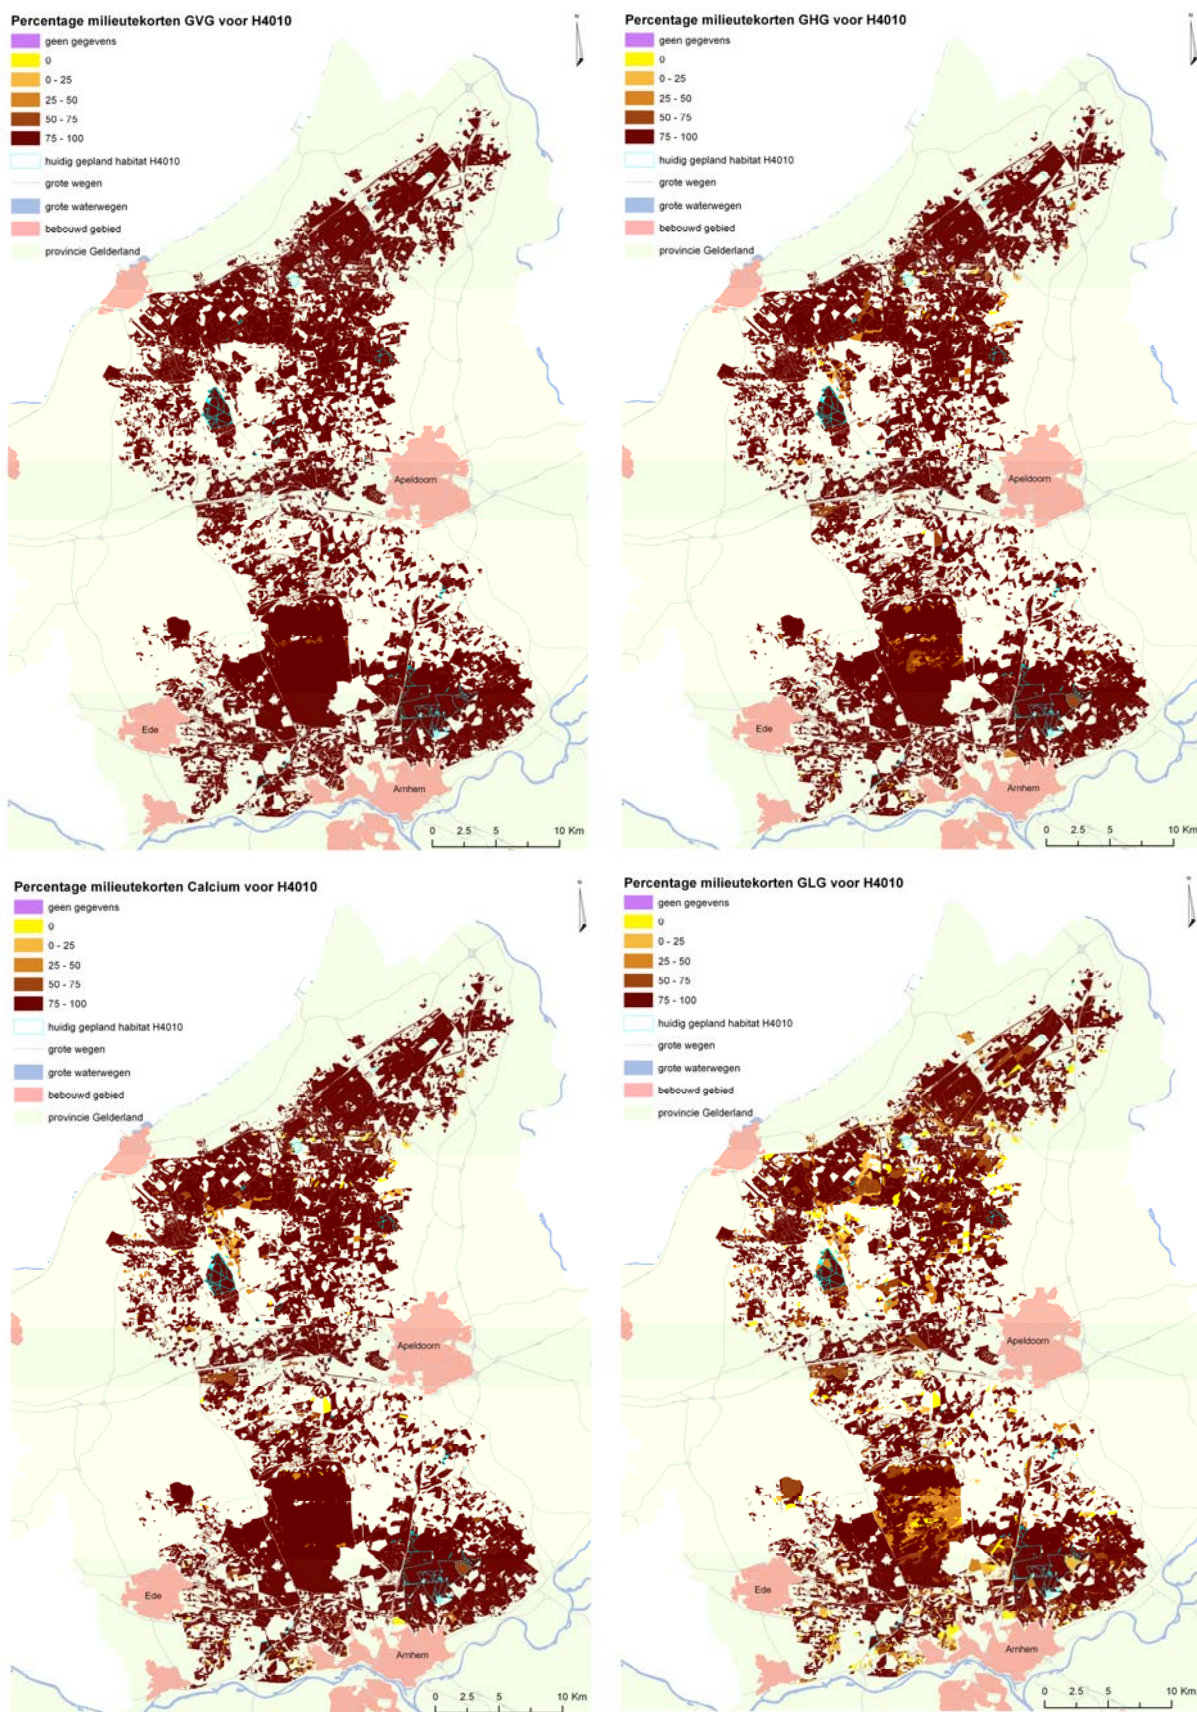 Percentage milieutekorten GVG voor H4010
geen gegevens
0
0 - 25
25 - 50
50 - 75
75 - 100
huidig gepland habitat H4010
grote wegen
grote waterwegen
bebouwd gebied
provincie Gelderland
N
Apeldoorn
Ede
Arnhem
0 2.5 5 10 Km
Percentage milieutekorten GHG voor H4010
geen gegevens
0
0 - 25
25 - 50
50 - 75
75 - 100
huidig gepland habitat H4010
grote wegen
grote waterwegen
bebouwd gebied
provincie Gelderland
N
Apeldoorn
Ede
Arnhem
0 2.5 5 10 Km
Percentage milieutekorten Calcium voor H4010
geen gegevens
0
0 - 25
25 - 50
50 - 75
75 - 100
huidig gepland habitat H4010
grote wegen
grote waterwegen
bebouwd gebied
provincie Gelderland
N
Apeldoorn
Ede
Arnhem
0 2.5 5 10 Km
Percentage milieutekorten GLG voor H4010
geen gegevens
0
0 - 25
25 - 50
50 - 75
75 - 100
huidig gepland habitat H4010
grote wegen
grote waterwegen
bebouwd gebied
provincie Gelderland
N
Apeldoorn
Ede
Arnhem
0 2.5 5 10 Km